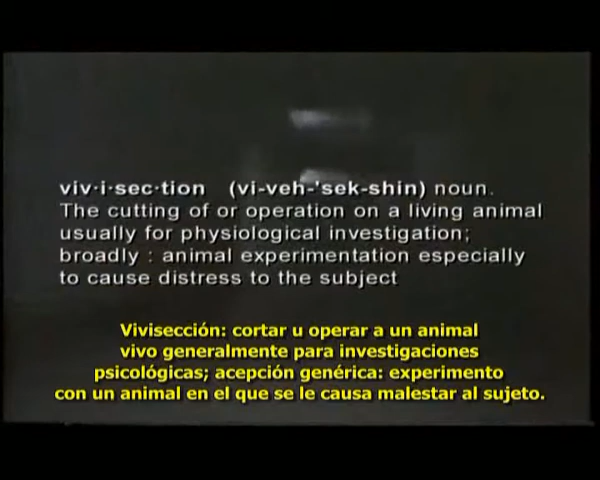 viv·i·sec·tion (vi-veh-'sek-shin) noun.
The cutting of or operation on a living animal
usually for physiological investigation;
broadly : animal experimentation especially
to cause distress to the subject
Vivisección: cortar u operar a un animal
vivo generalmente para investigaciones
psicológicas; acepción genérica: experimento
con un animal en el que se le causa malestar al sujeto.